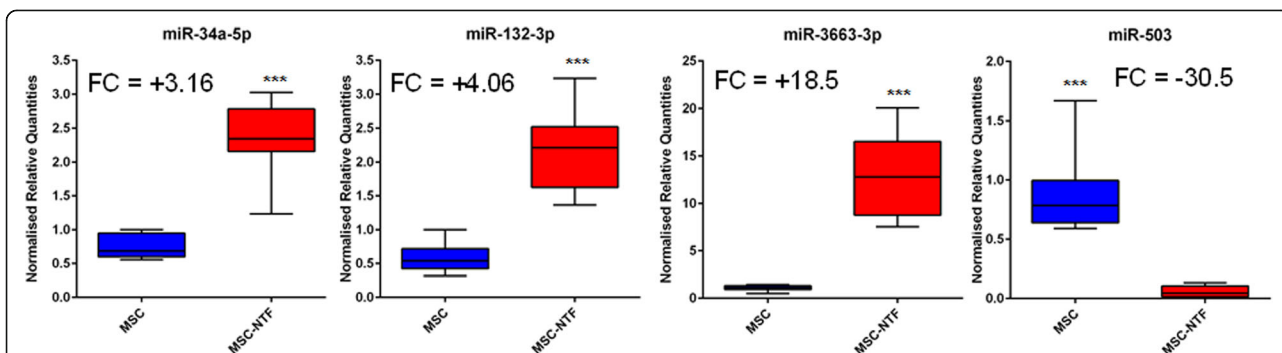 miR-34a-5p
Normalised Relative Quantities
3.5
3.0
2.5
2.0
1.5
1.0
0.5
0.0
FC = +3.16
***
MSC
MSC-NTF
miR-132-3p
Normalised Relative Quantities
3.5
3.0
2.5
2.0
1.5
1.0
0.5
0.0
FC = +4.06
***
MSC
MSC-NTF
miR-3663-3p
Normalised Relative Quantities
25
20
15
10
5
0
FC = +18.5
***
MSC
MSC-NTF
miR-503
Normalised Relative Quantities
2.0
1.5
1.0
0.5
0.0
***
FC = -30.5
MSC
MSC-NTF